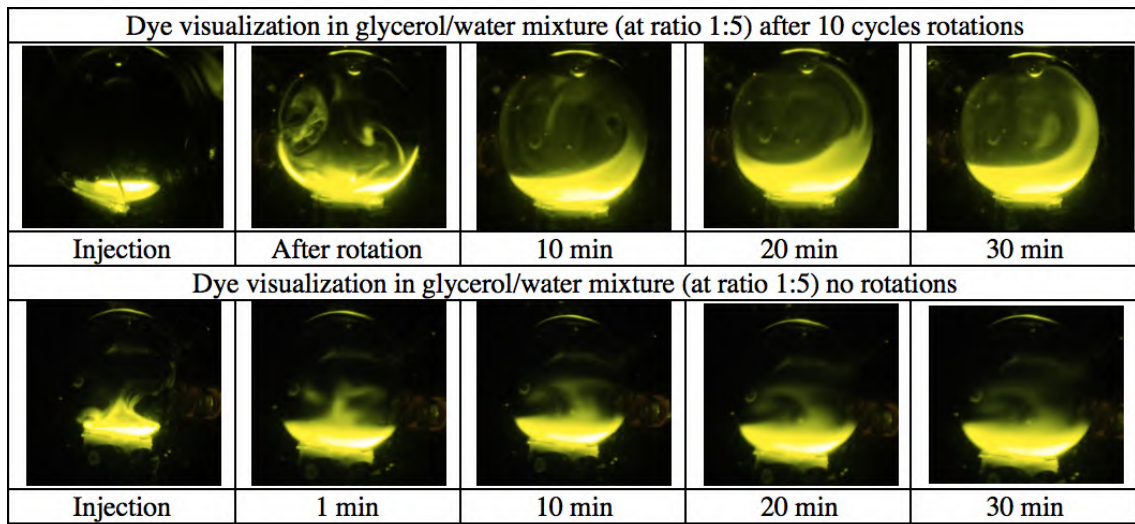 Dye visualization in glycerol/water mixture (at ratio 1:5) after 10 cycles rotations
Injection
After rotation
10 min
20 min
30 min
Dye visualization in glycerol/water mixture (at ratio 1:5) no rotations
Injection
1 min
10 min
20 min
30 min